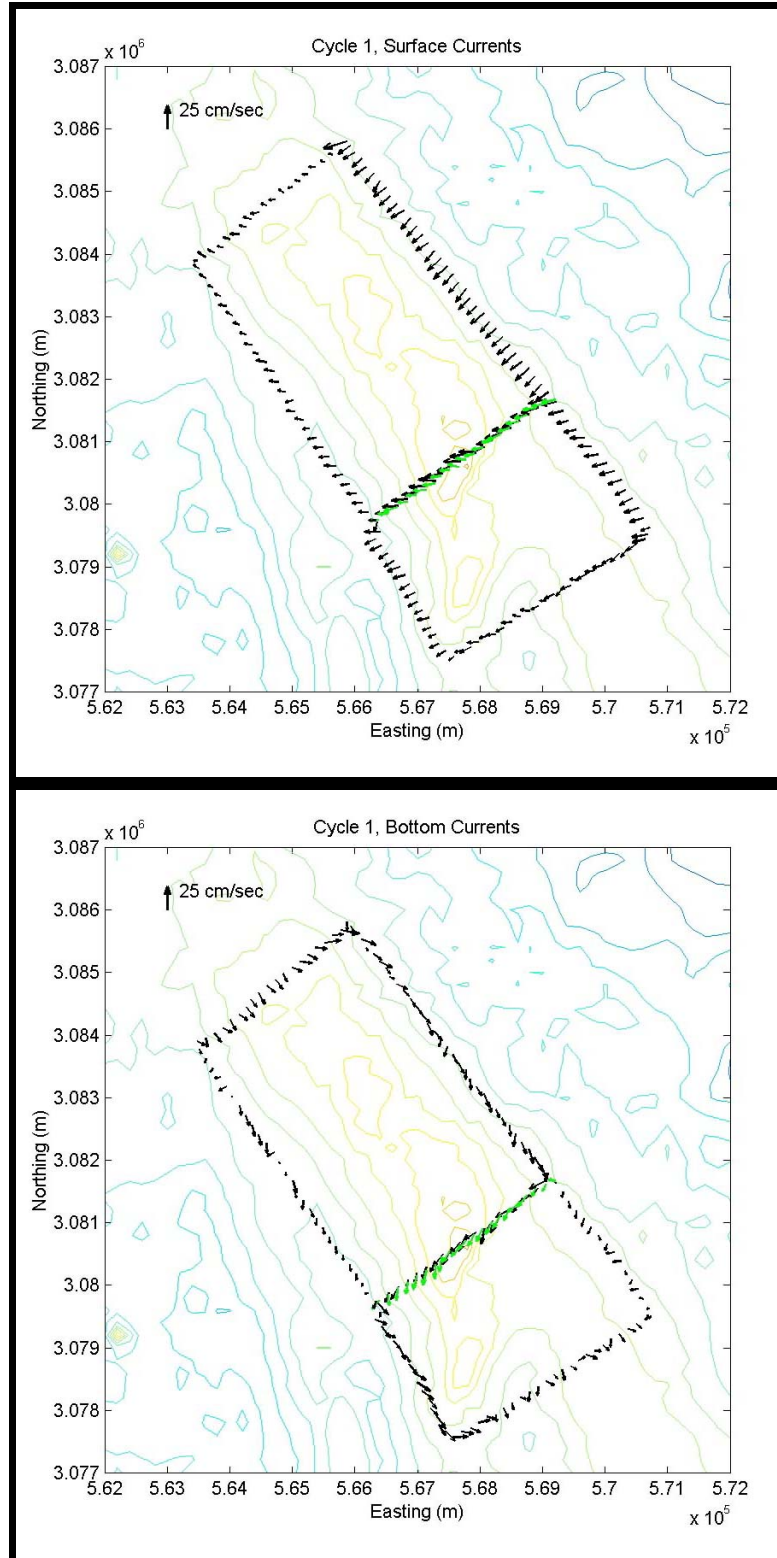 Cycle 1, Surface Currents
x 10^6
3.087
25 cm/sec
3.086
3.085
3.084
3.083
3.082
3.081
3.08
3.079
3.078
3.077
Northing (m)
5.62 5.63 5.64 5.65 5.66 5.67 5.68 5.69 5.7 5.71 5.72
Easting (m)
x 10^5
Cycle 1, Bottom Currents
x 10^6
3.087
25 cm/sec
3.086
3.085
3.084
3.083
3.082
3.081
3.08
3.079
3.078
3.077
Northing (m)
5.62 5.63 5.64 5.65 5.66 5.67 5.68 5.69 5.7 5.71 5.72
Easting (m)
x 10^5